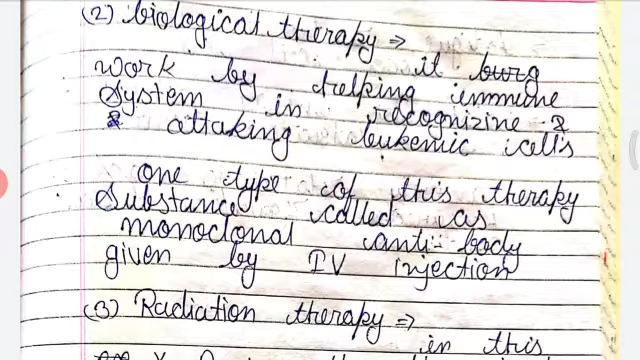 (2) biological therapy ⇒
it burg
work by helping immune
System in recognizine &
& attaking leukemic cells
one type of this therapy
Substance called as
monoclonal anti-body
given by IV injection
(3) Radiation therapy ⇒
in this